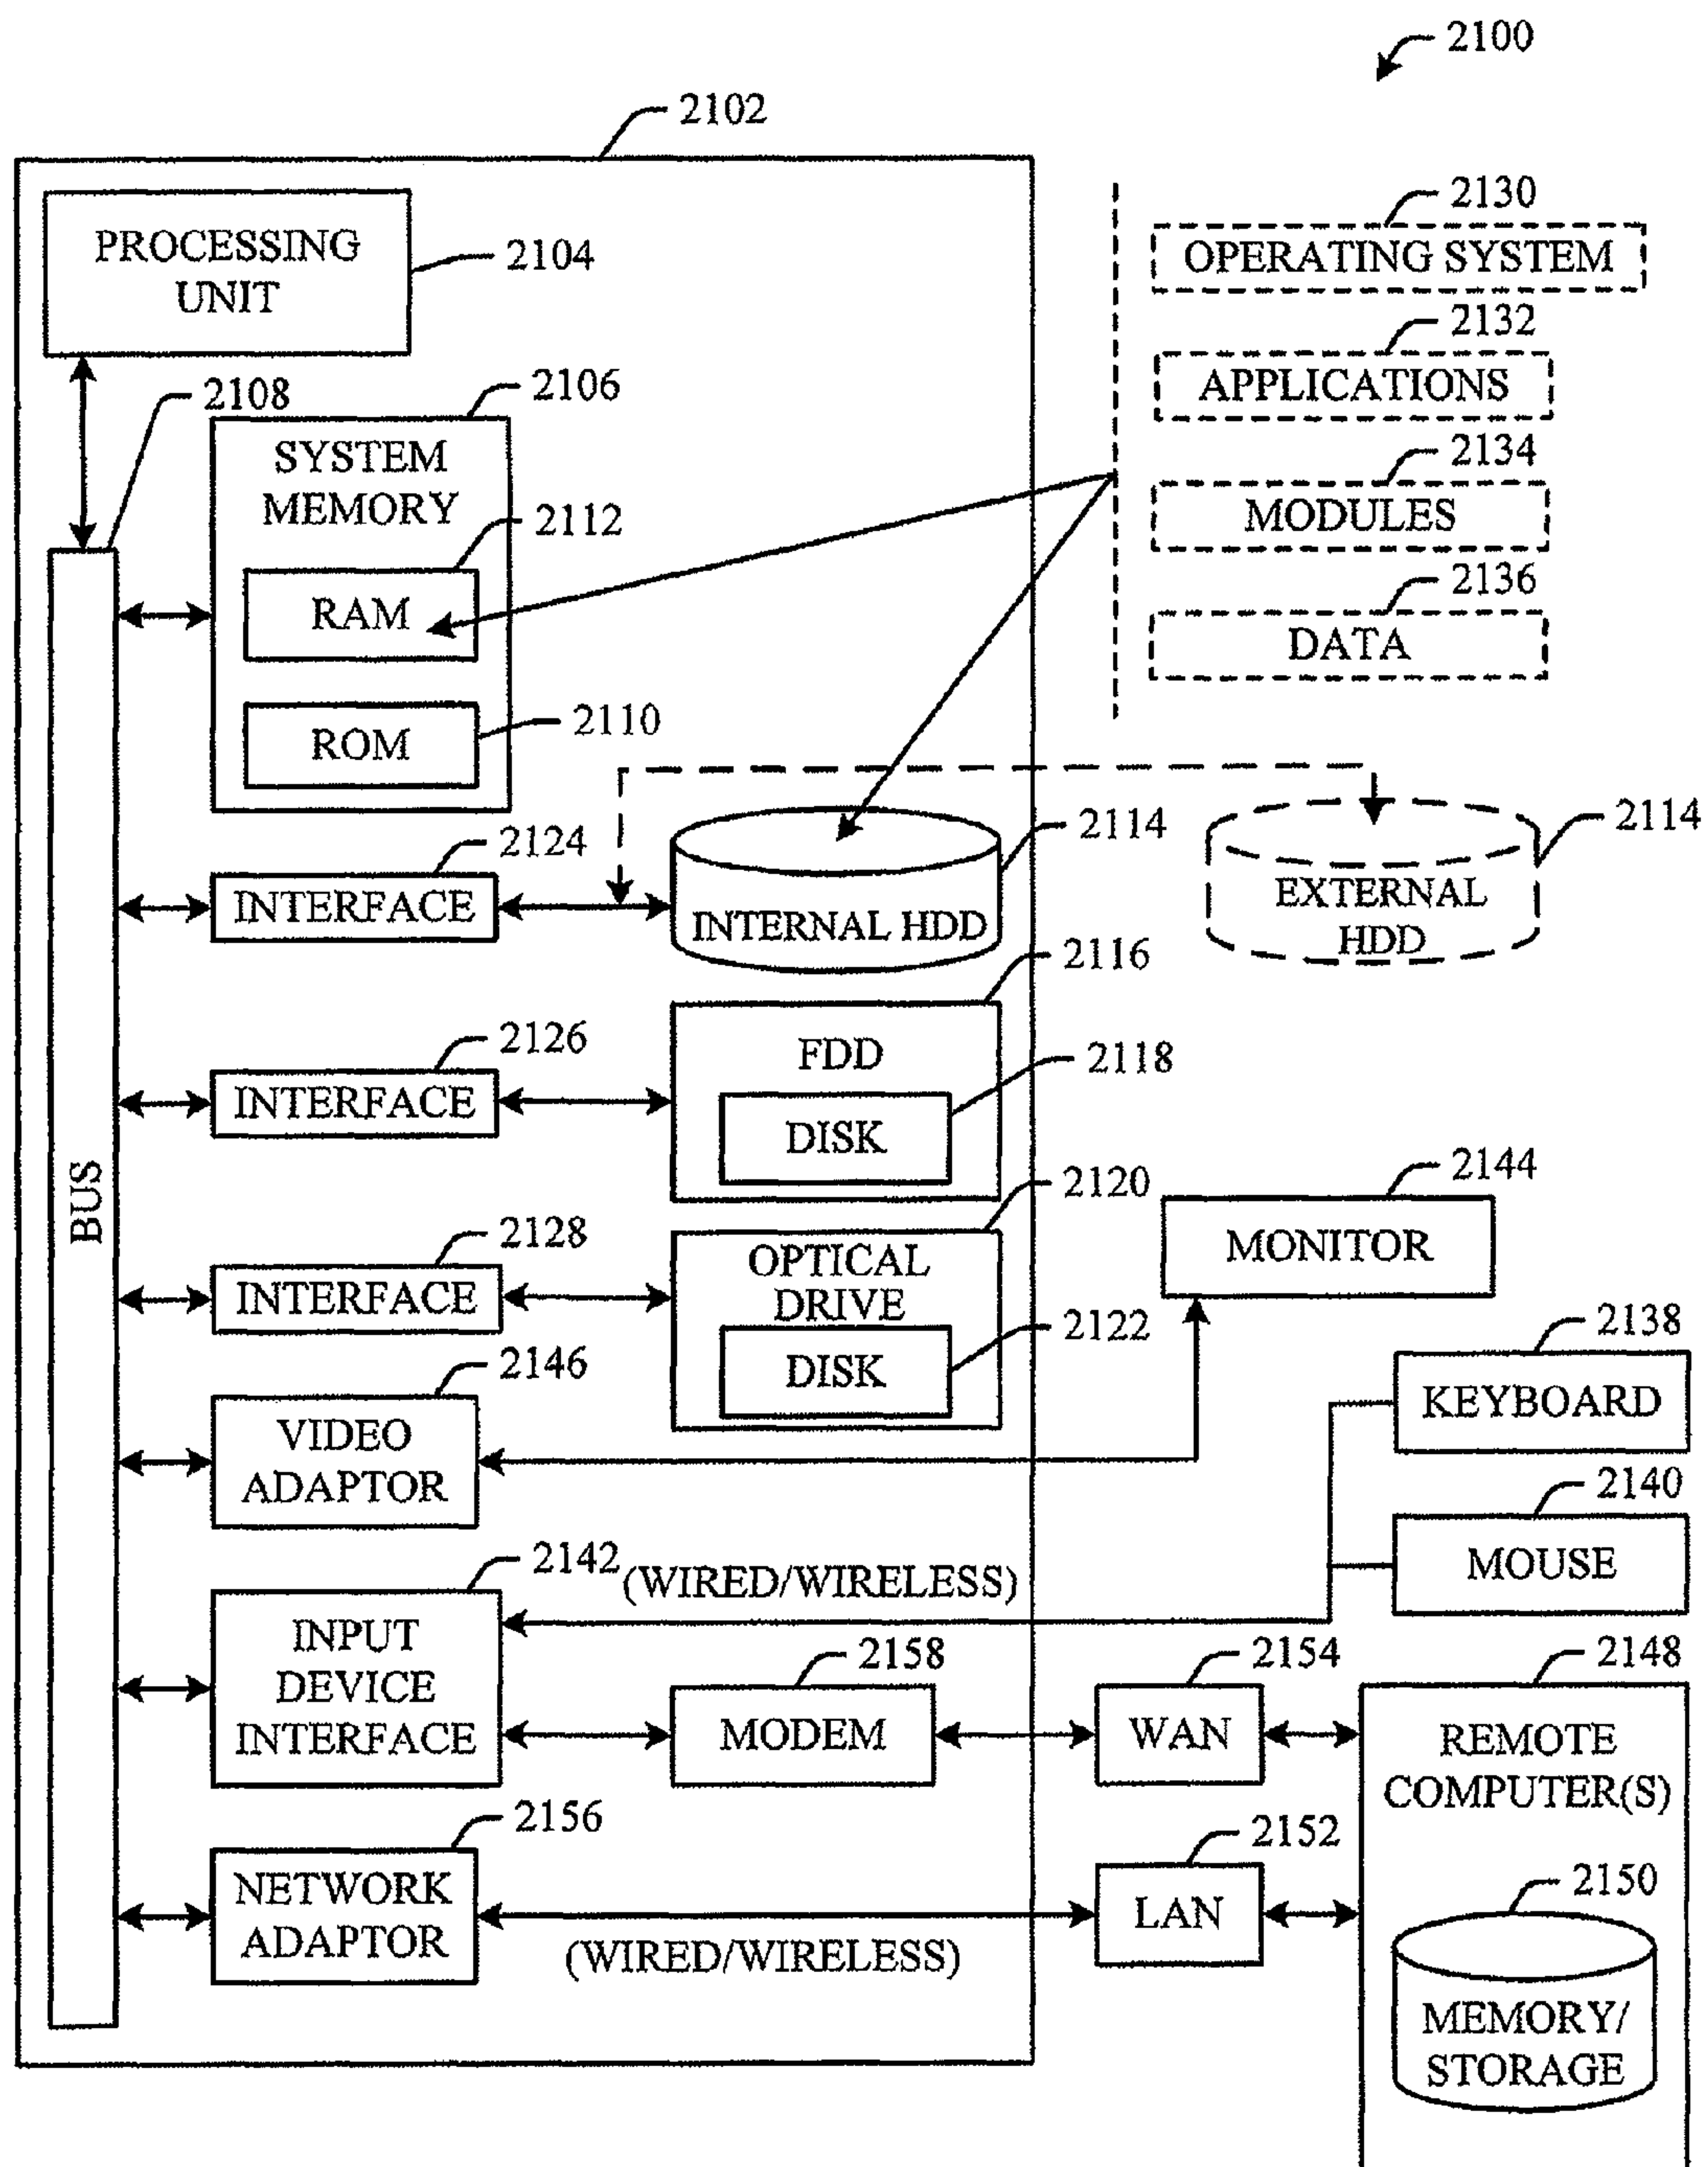 2100
2102
PROCESSING
UNIT
2104
2108
2106
SYSTEM
MEMORY
2112
RAM
2110
ROM
2130
OPERATING SYSTEM
2132
APPLICATIONS
2134
MODULES
2136
DATA
2124
INTERFACE
2114
INTERNAL HDD
2114
EXTERNAL
HDD
2126
INTERFACE
2116
FDD
2118
DISK
BUS
2128
INTERFACE
2120
OPTICAL
DRIVE
2122
DISK
2144
MONITOR
2146
VIDEO
ADAPTOR
2138
KEYBOARD
2140
MOUSE
2142
(WIRED/WIRELESS)
INPUT
DEVICE
INTERFACE
2158
MODEM
2154
WAN
2148
REMOTE
COMPUTER(S)
2156
NETWORK
ADAPTOR
(WIRED/WIRELESS)
2152
LAN
2150
MEMORY/
STORAGE